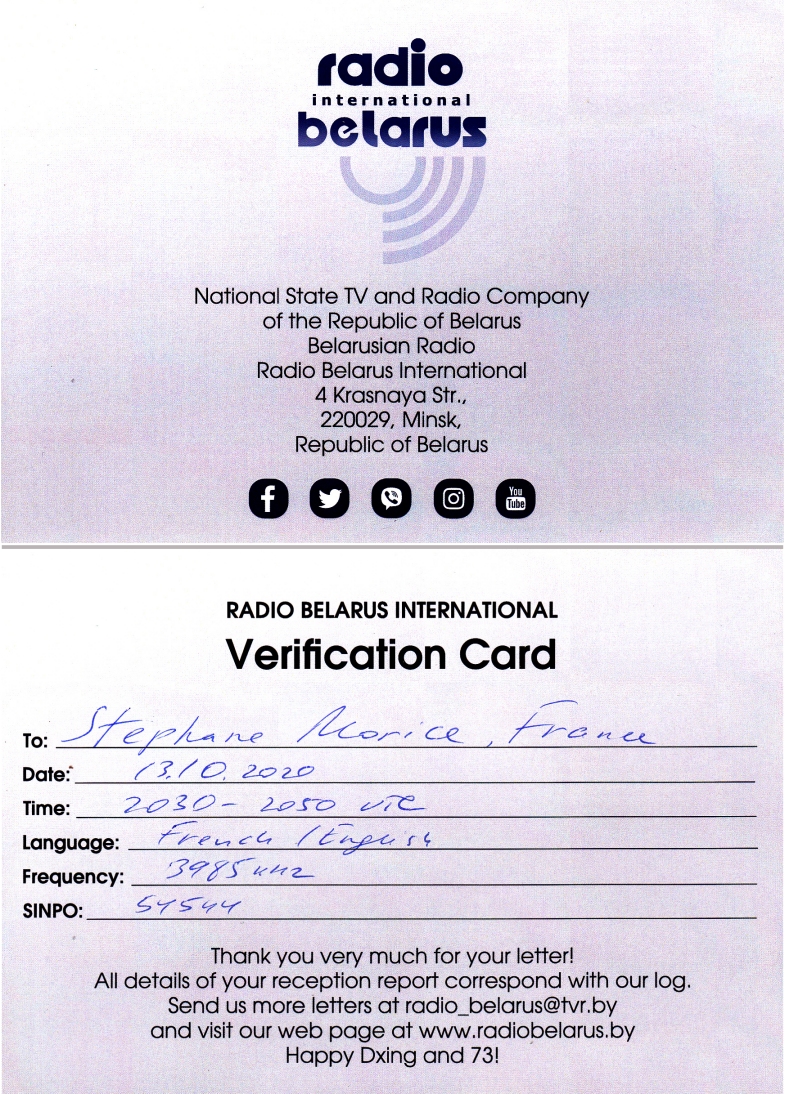 radio
international
belarus
National State TV and Radio Company
of the Republic of Belarus
Belarusian Radio
Radio Belarus International
4 Krasnaya Str.,
220029, Minsk,
Republic of Belarus
You
Tube
RADIO BELARUS INTERNATIONAL
Verification Card
To: Stephane Morice, France
Date: 13.10.2020
Time: 2030 - 2050 UTC
Language: French / English
Frequency: 3985 kHz
SINPO: 54544
Thank you very much for your letter!
All details of your reception report correspond with our log.
Send us more letters at radio_belarus@tvr.by
and visit our web page at www.radiobelarus.by
Happy Dxing and 73!